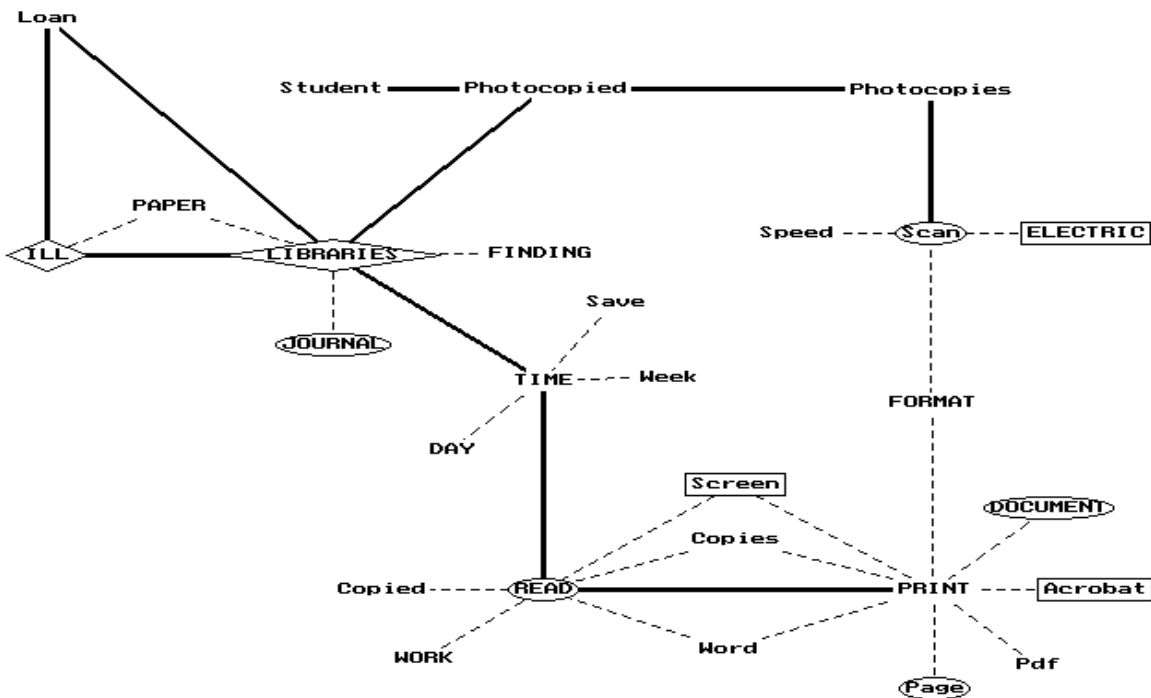 Loan
Student Photocopied Photocopies
PAPER
Speed Scan ELECTRIC
ILL LIBRARIES FINDING
Save
JOURNAL
TIME Week
FORMAT
DAY
Screen
DOCUMENT
Copies
Copied READ PRINT Acrobat
WORK Word Pdf
Page